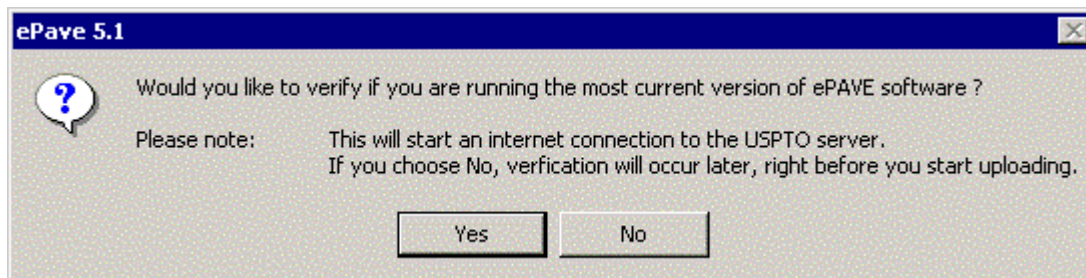 ePave 5.1
Would you like to verify if you are running the most current version of ePAVE software ?
Please note: This will start an internet connection to the USPTO server.
If you choose No, verfication will occur later, right before you start uploading.
Yes No